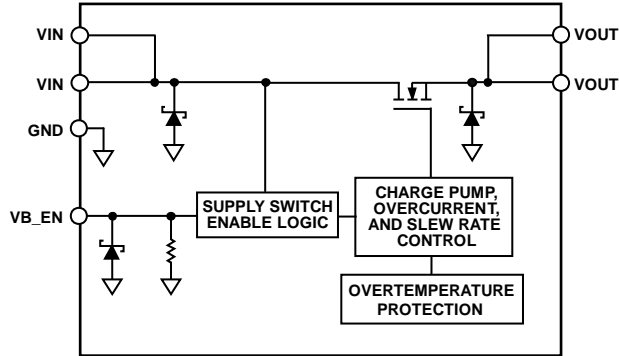 VIN
VOUT
VIN
VOUT
GND
VB_EN
SUPPLY SWITCH
ENABLE LOGIC
CHARGE PUMP,
OVERCURRENT,
AND SLEW RATE
CONTROL
OVERTEMPERATURE
PROTECTION